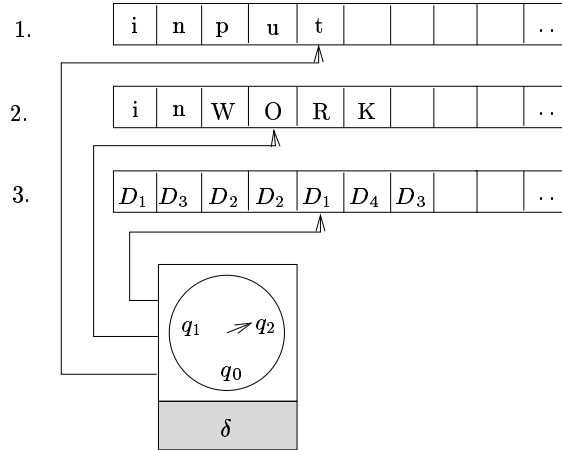 1. i n p u t ..
2. i n W O R K ..
3. D₁ D₃ D₂ D₂ D₁ D₄ D₃ ..
q₁ q₂
q₀
δ